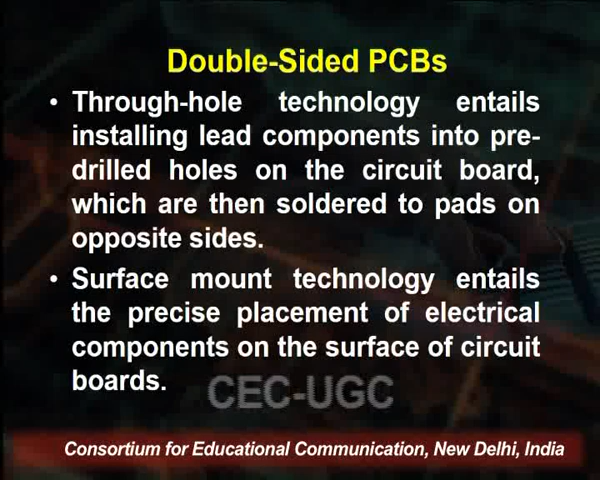 Double-Sided PCBs
• Through-hole technology entails
installing lead components into pre-
drilled holes on the circuit board,
which are then soldered to pads on
opposite sides.
• Surface mount technology entails
the precise placement of electrical
components on the surface of circuit
boards.
CEC-UGC
Consortium for Educational Communication, New Delhi, India